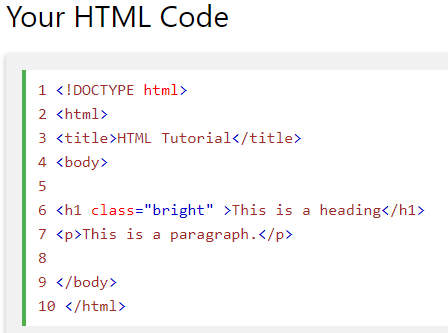 Your HTML Code
1 <!DOCTYPE html>
2 <html>
3 <title>HTML Tutorial</title>
4 <body>
5
6 <h1 class="bright" >This is a heading</h1>
7 <p>This is a paragraph.</p>
8
9 </body>
10 </html>